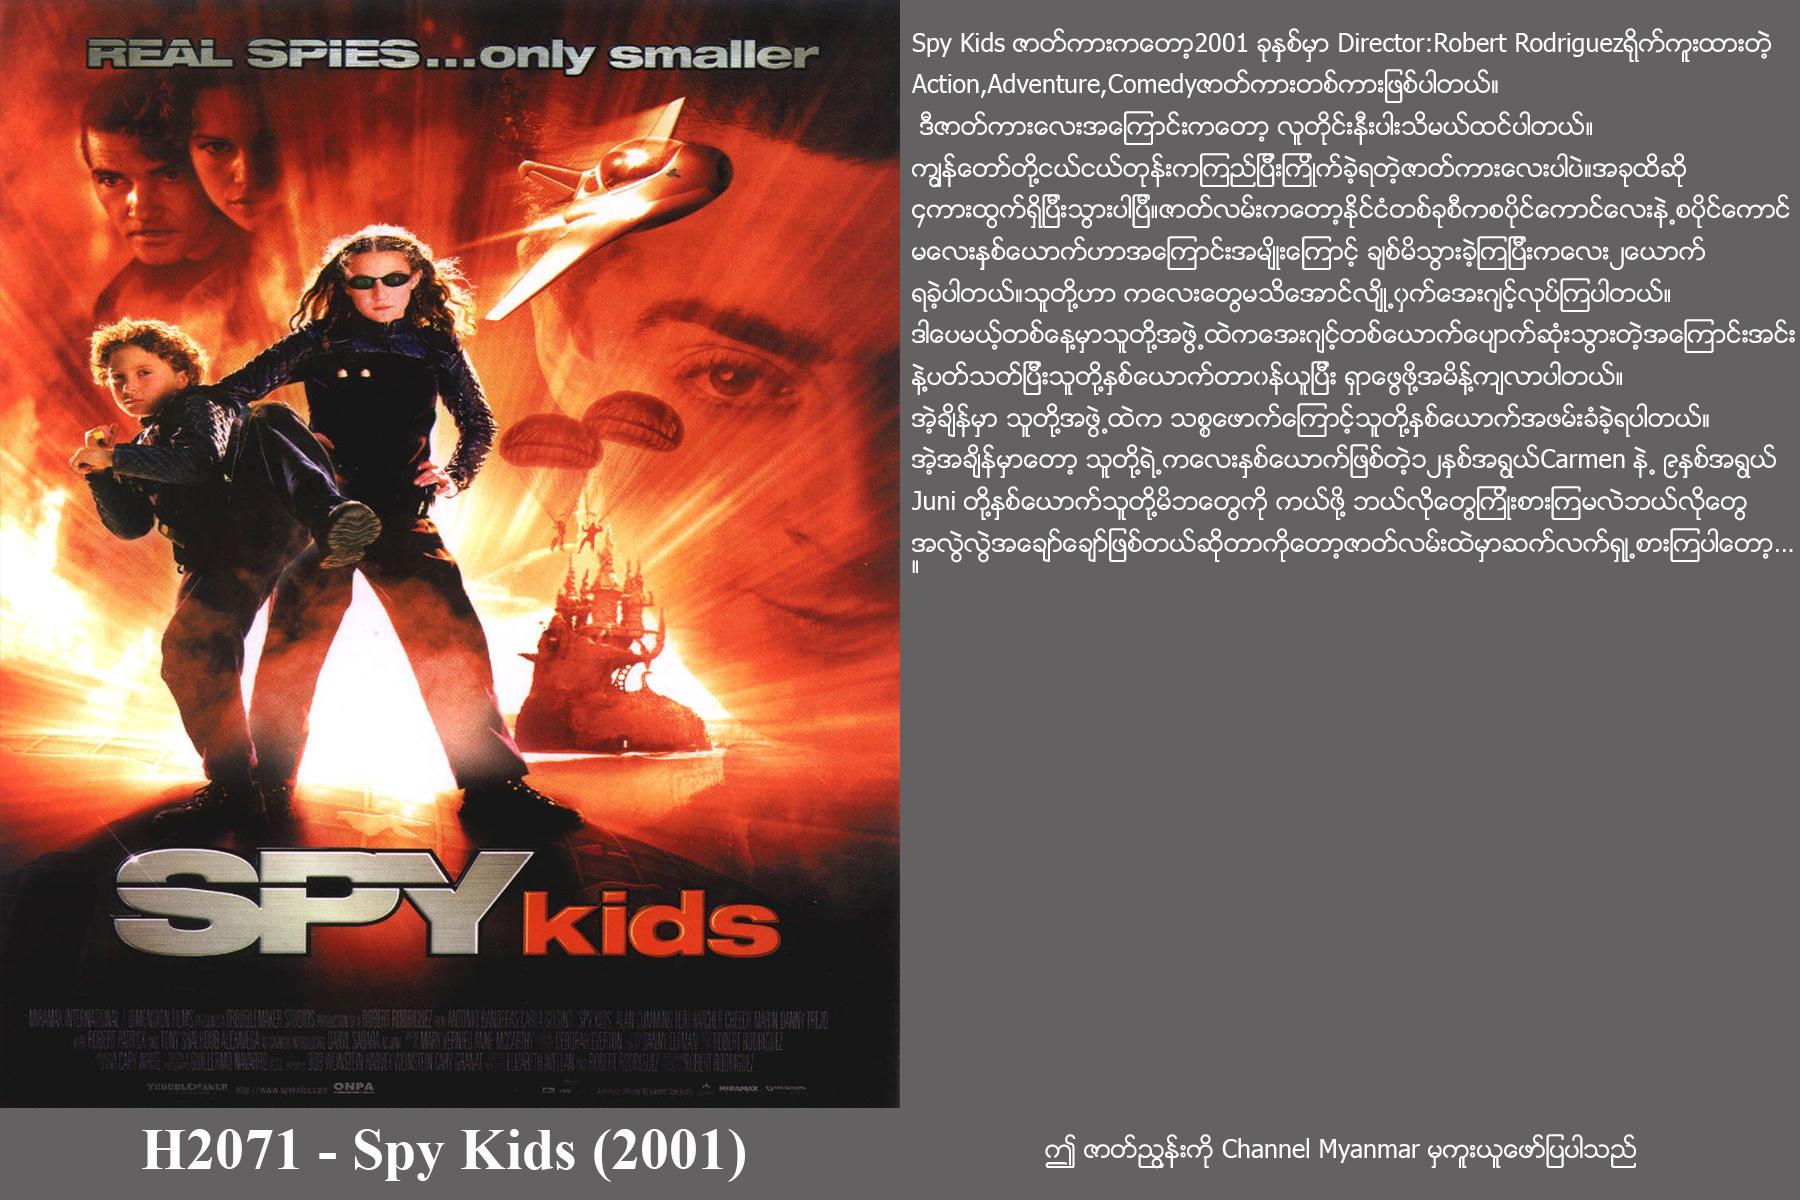 REAL SPIES...only smaller
SPY kids
TROUBLEMAKER http://www.spykids.com ONPA
MIRAMAX
H2071 - Spy Kids (2001)
Spy Kids ဇာတ်ကားကတော့2001 ခုနှစ်မှာ Director:Robert Rodriguezရိုက်ကူးထားတဲ့
Action,Adventure,Comedyဇာတ်ကားတစ်ကားဖြစ်ပါတယ်။
ဒီဇာတ်ကားလေးအကြောင်းကတော့ လူတိုင်းနီးပါးသိမယ်ထင်ပါတယ်။
ကျွန်တော်တို့ငယ်ငယ်တုန်းကကြည်ပြီးကြိုက်ခဲ့ရတဲ့ဇာတ်ကားလေးပါပဲ။အခုထိဆို
၄ကားထွက်ရှိပြီးသွားပါပြီ။ဇာတ်လမ်းကတော့နိုင်ငံတစ်ခုစီကစပိုင်ကောင်လေးနဲ့စပိုင်ကောင်
မလေးနှစ်ယောက်ဟာအကြောင်းအမျိုးကြောင့် ချစ်မိသွားခဲ့ကြပြီးကလေး၂ယောက်
ရခဲ့ပါတယ်။သူတို့ဟာ ကလေးတွေမသိအောင်လျှို့ဝှက်အေးဂျင့်လုပ်ကြပါတယ်။
ဒါပေမယ့်တစ်နေ့မှာသူတို့အဖွဲ့ထဲကအေးဂျင့်တစ်ယောက်ပျောက်ဆုံးသွားတဲ့အကြောင်းအင်း
နဲ့ပတ်သတ်ပြီးသူတို့နှစ်ယောက်တာဂန်ယူပြီး ရှာဖွေဖို့အမိန့်ကျလာပါတယ်။
အဲ့ချိန်မှာ သူတို့အဖွဲ့ထဲက သစ္စဖောက်ကြောင့်သူတို့နှစ်ယောက်အဖမ်းခံခဲ့ရပါတယ်။
အဲ့အချိန်မှာတော့ သူတို့ရဲ့ကလေးနှစ်ယောက်ဖြစ်တဲ့၁၂နှစ်အရွယ်Carmen နဲ့ ၉နှစ်အရွယ်
Juni တို့နှစ်ယောက်သူတို့မိဘတွေကို ကယ်ဖို့ ဘယ်လိုတွေကြိုးစားကြမလဲဘယ်လိုတွေ
အလွဲလွဲအချော်ချော်ဖြစ်တယ်ဆိုတာကိုတော့ဇာတ်လမ်းထဲမှာဆက်လက်ရှု့စားကြပါတော့...
။
ဤ ဇာတ်ညွှန်းကို Channel Myanmar မှကူးယူဖော်ပြပါသည်